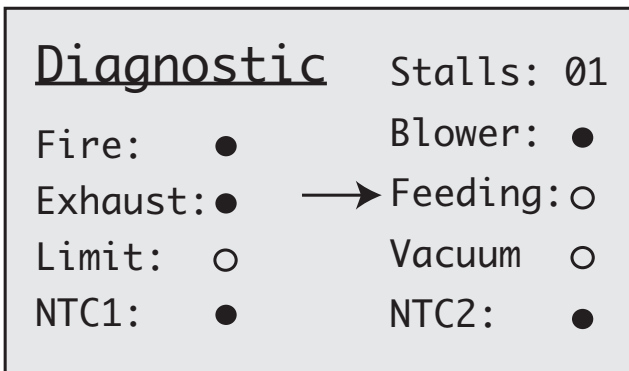 Diagnostic
Stalls: 01
Fire: ●
Blower: ●
Exhaust: ●
Feeding: ○
Limit: ○
Vacuum ○
NTC1: ●
NTC2: ●